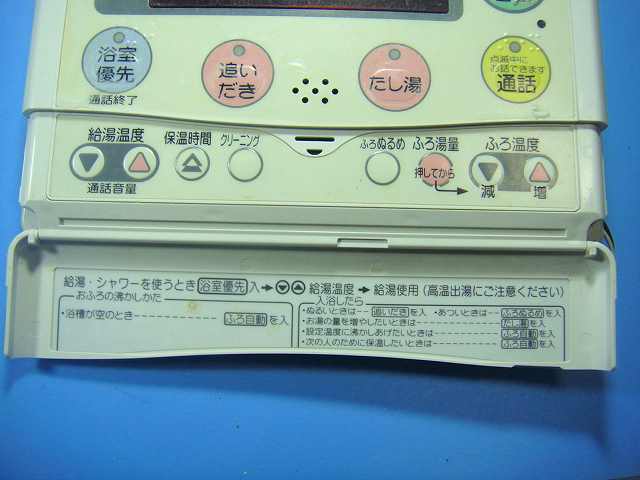 浴室
優先
通話終了
追い
だき
たし湯
点滅中に
お話できます
通話
給湯温度
通話音量
保温時間
クリーニング
ふろぬるめ
ふろ湯量
押してから
ふろ温度
減
増
給湯・シャワーを使うとき 浴室優先 入→▼▲給湯温度→給湯使用(高温出湯にご注意ください)
おふろの沸かしかた
・浴槽が空のとき------ ふろ自動 を入
入浴したら
・ぬるいときは-- 追いだき を入 ・あついときは-- ふろぬるめ を入
・お湯の量を増やしたいときは------ たし湯 を入
・設定温度に沸かしあげたいときは------ ふろ自動 を入
・次の人のために保温したいときは------ ふろ自動 を入